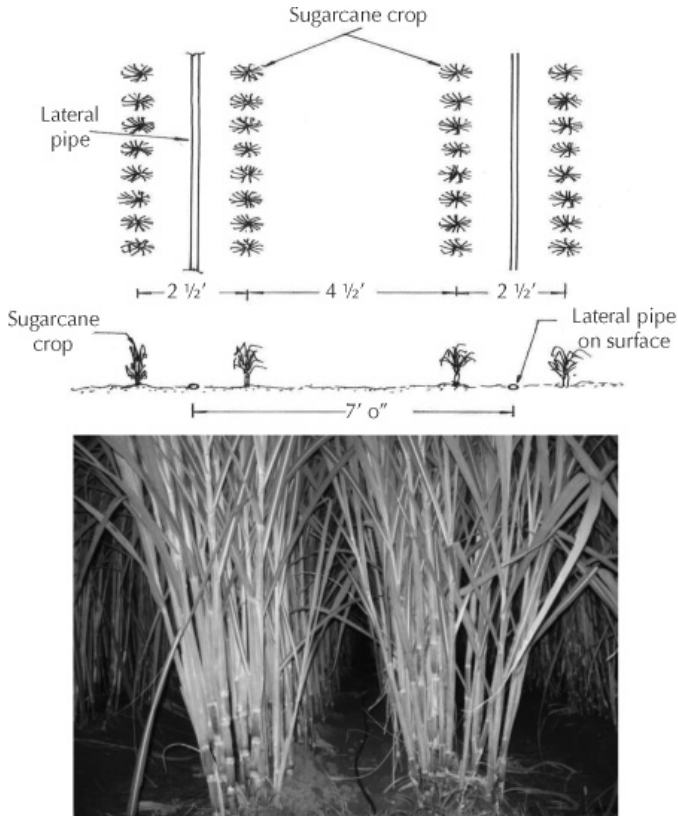 Sugarcane crop
Lateral
pipe
2 ½' 4 ½' 2 ½'
Sugarcane
crop
Lateral pipe
on surface
7' 0"